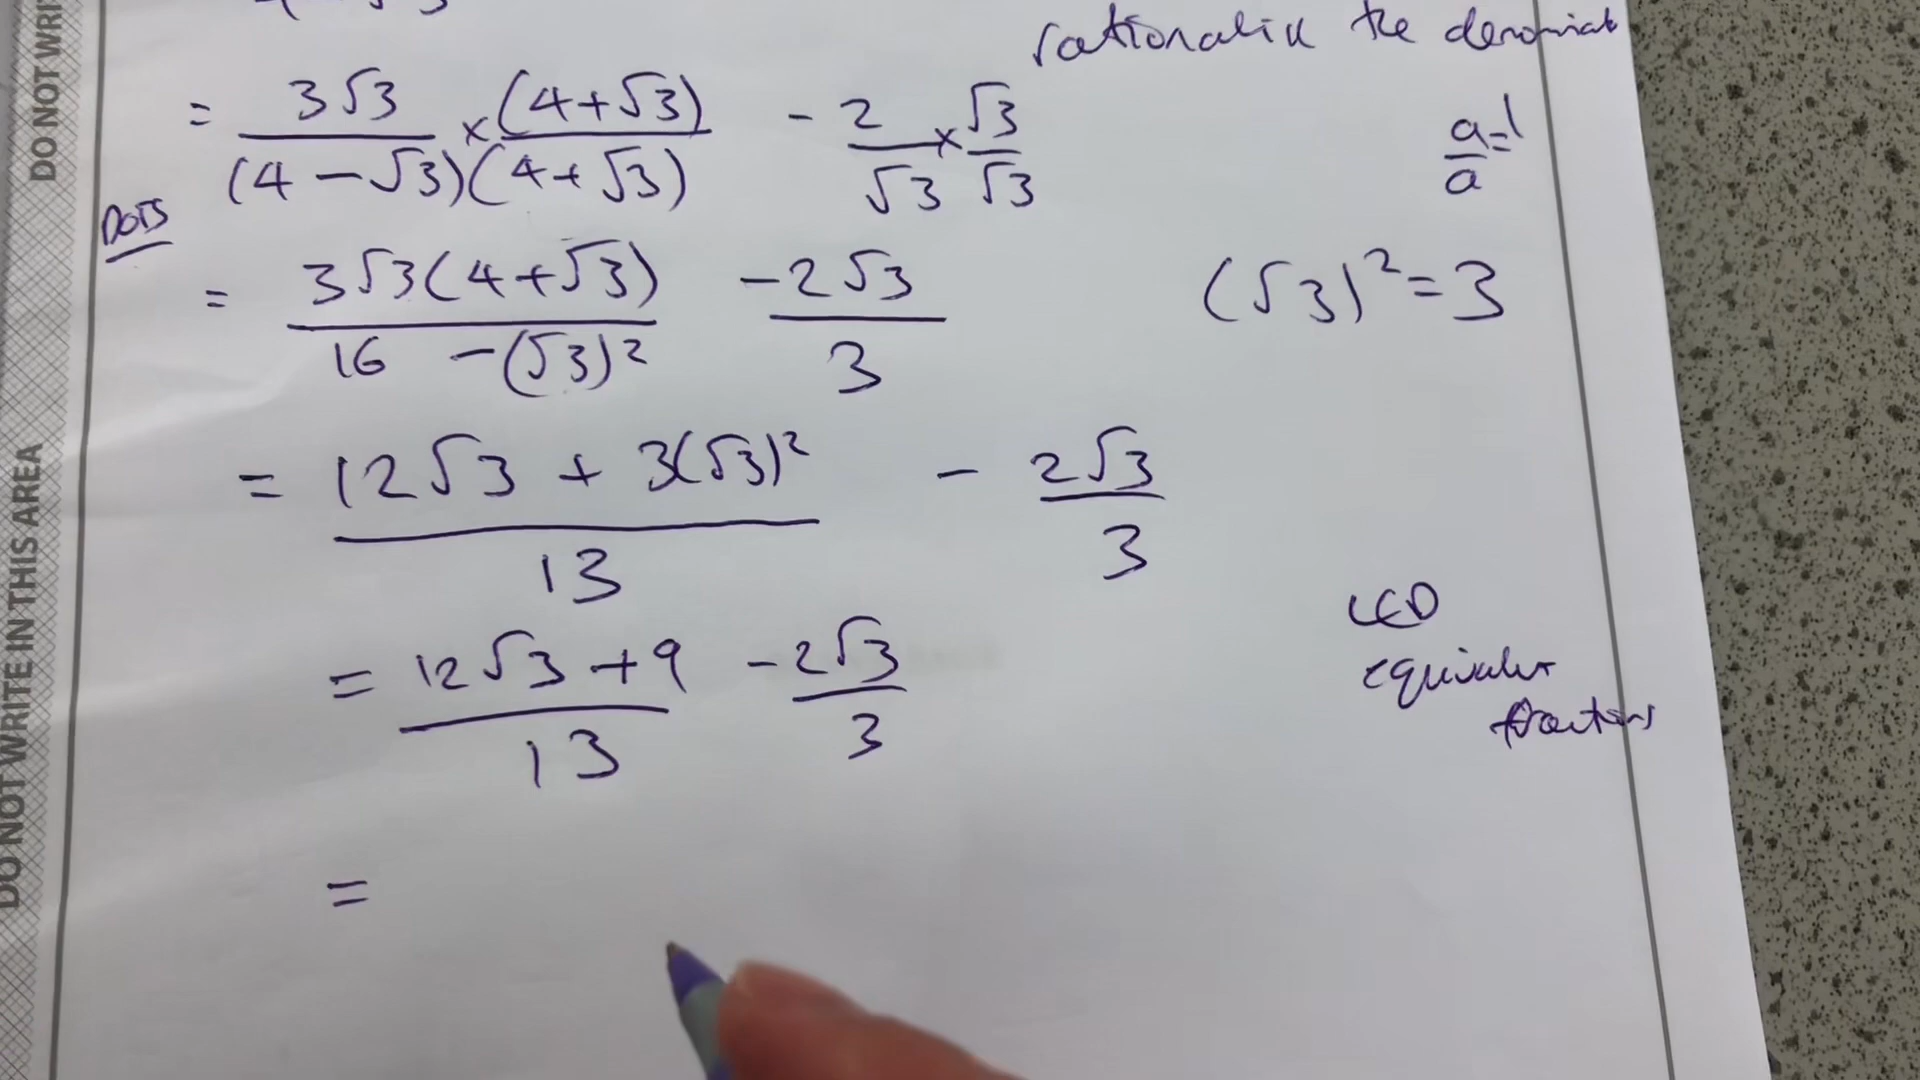 rationalise the denominat
= 3√3/(4-√3) × (4+√3)/(4+√3) - 2/√3 × √3/√3
a/a=1
DOTS
= 3√3(4+√3)/16-(√3)² -2√3/3
(√3)²=3
= 12√3+3(√3)²/13 - 2√3/3
LCD
equivalent
fractions
= 12√3+9/13 -2√3/3
=
DO NOT WRI
DO NOT WRITE IN THIS AREA